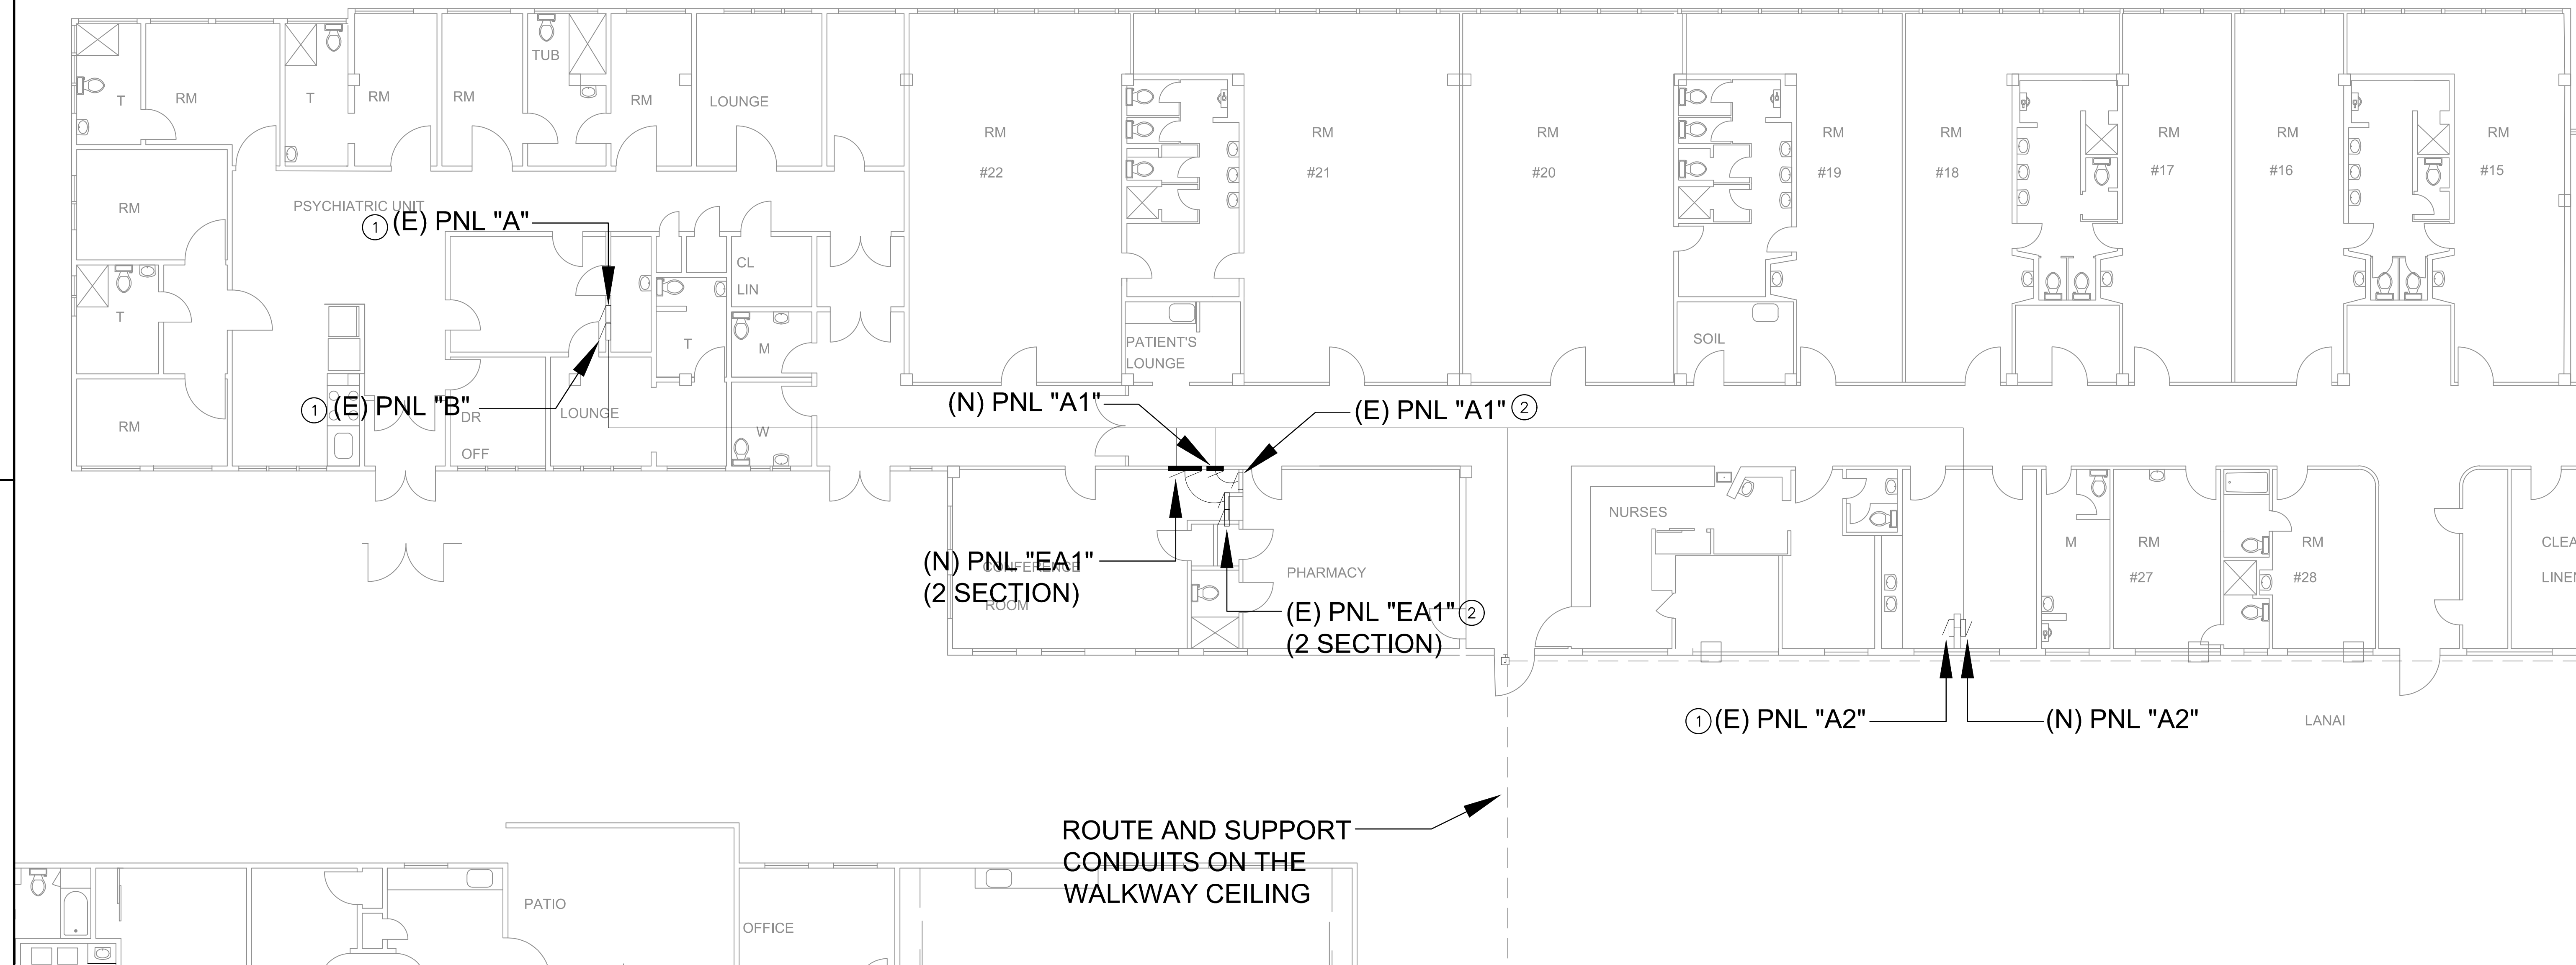 TUB
T
RM
T
RM
RM
RM
LOUNGE
RM
RM
RM
RM
RM
RM
RM
RM
#22
#21
#20
#19
#18
#17
#16
#15
RM
PSYCHIATRIC UNIT
① (E) PNL "A"
CL
LIN
T
T
M
PATIENT'S
LOUNGE
SOIL
① (E) PNL "B"
RM
DR
OFF
LOUNGE
W
(N) PNL "A1"
(E) PNL "A1" ②
NURSES
(N) PNL "EA1"
(2 SECTION)
CONFERENCE
ROOM
PHARMACY
(E) PNL "EA1" ②
(2 SECTION)
M
RM
#27
RM
#28
CLEA
LINE
① (E) PNL "A2"
(N) PNL "A2"
LANAI
ROUTE AND SUPPORT
CONDUITS ON THE
WALKWAY CEILING
PATIO
OFFICE